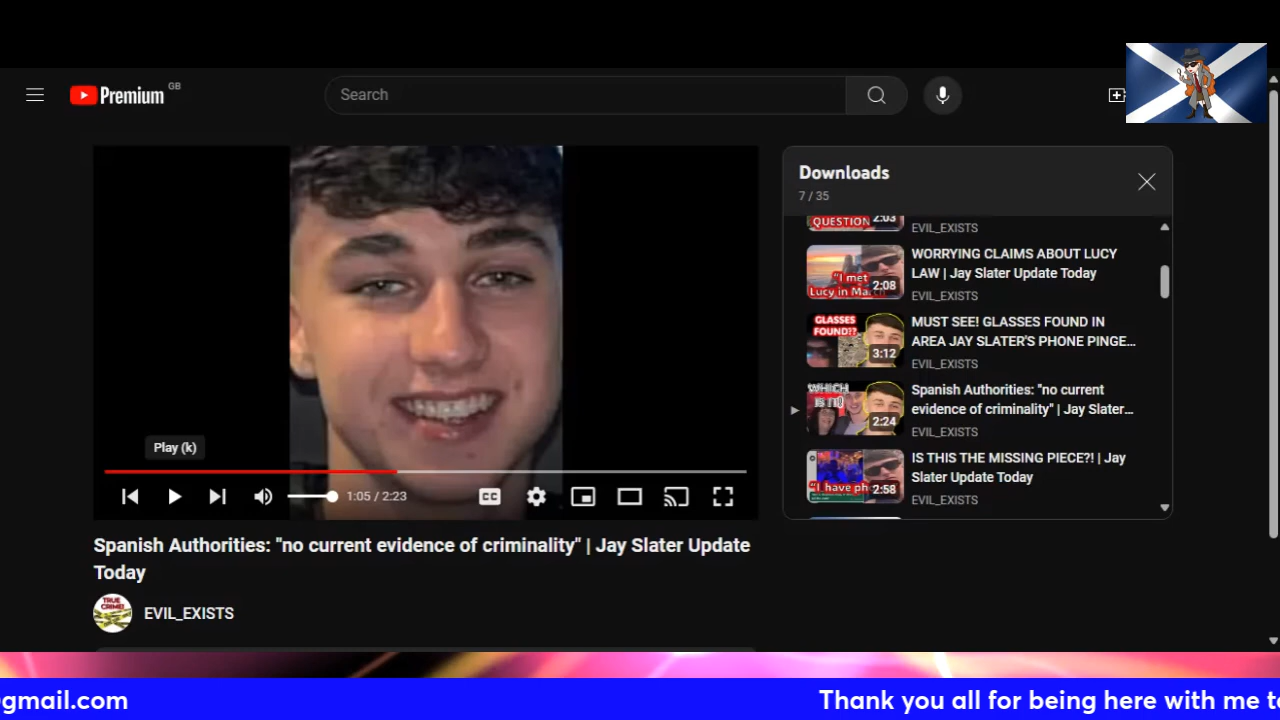 Premium GB
Search
Downloads
7 / 35
QUESTION
2:03
EVIL_EXISTS
"I met
Lucy in
2:08
WORRYING CLAIMS ABOUT LUCY
LAW | Jay Slater Update Today
EVIL_EXISTS
GLASSES
FOUND??
3:12
MUST SEE! GLASSES FOUND IN
AREA JAY SLATER'S PHONE PINGE...
EVIL_EXISTS
WHICH
IS NO
2:24
Spanish Authorities: "no current
evidence of criminality" | Jay Slater...
EVIL_EXISTS
"I have ph
2:58
IS THIS THE MISSING PIECE?! | Jay
Slater Update Today
EVIL_EXISTS
Play (k)
1:05 / 2:23
CC
Spanish Authorities: "no current evidence of criminality" | Jay Slater Update
Today
TRUE
CRIME!
EVIL_EXISTS
gmail.com
Thank you all for being here with me t